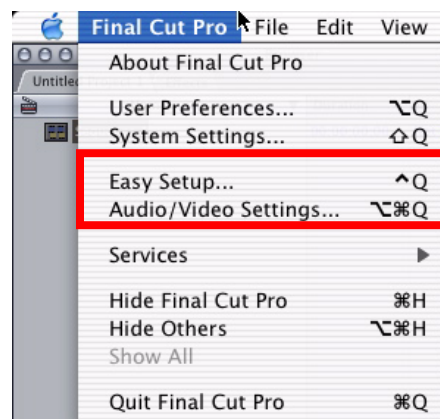 Final Cut Pro File Edit View
About Final Cut Pro
Untitled
User Preferences... ⌥Q
System Settings... ⇧Q
Easy Setup... ^Q
Audio/Video Settings... ⌥⌘Q
Services ▶
Hide Final Cut Pro ⌘H
Hide Others ⌥⌘H
Show All
Quit Final Cut Pro ⌘Q